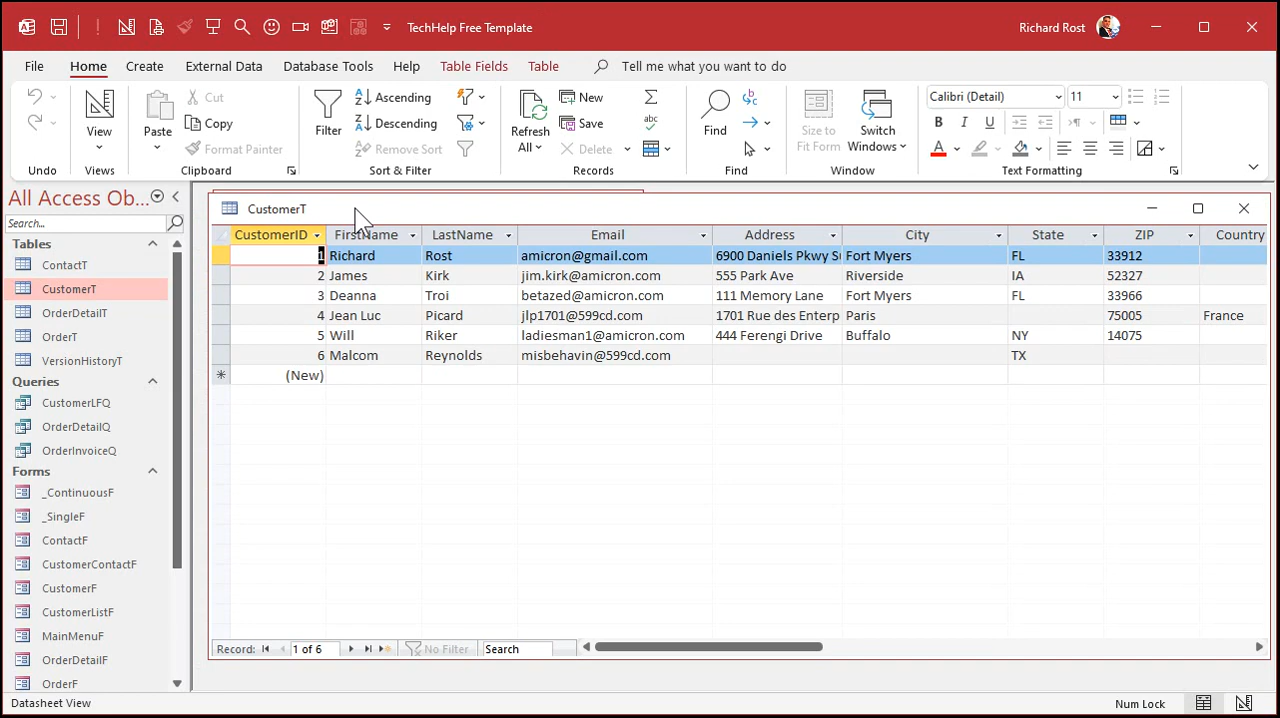 TechHelp Free Template
Richard Rost
File Home Create External Data Database Tools Help Table Fields Table Tell me what you want to do
View
Paste
Cut
Copy
Format Painter
Filter
Ascending
Descending
Remove Sort
Refresh
All
New
Save
Delete
Find
Size to
Fit Form
Switch
Windows
Calibri (Detail) 11
B I U
Undo Views Clipboard Sort & Filter Records Find Window Text Formatting
All Access Ob...
Search...
Tables
ContactT
CustomerT
OrderDetailT
OrderT
VersionHistoryT
Queries
CustomerLFQ
OrderDetailQ
OrderInvoiceQ
Forms
_ContinuousF
_SingleF
ContactF
CustomerContactF
CustomerF
CustomerListF
MainMenuF
OrderDetailF
OrderF
CustomerT
CustomerID FirstName LastName Email Address City State ZIP Country
1 Richard Rost amicron@gmail.com 6900 Daniels Pkwy Su Fort Myers FL 33912
2 James Kirk jim.kirk@amicron.com 555 Park Ave Riverside IA 52327
3 Deanna Troi betazed@amicron.com 111 Memory Lane Fort Myers FL 33966
4 Jean Luc Picard jlp1701@599cd.com 1701 Rue des Enterp Paris 75005 France
5 Will Riker ladiesman1@amicron.com 444 Ferengi Drive Buffalo NY 14075
6 Malcom Reynolds misbehavin@599cd.com TX
(New)
Record: 1 of 6 No Filter Search
Datasheet View
Num Lock